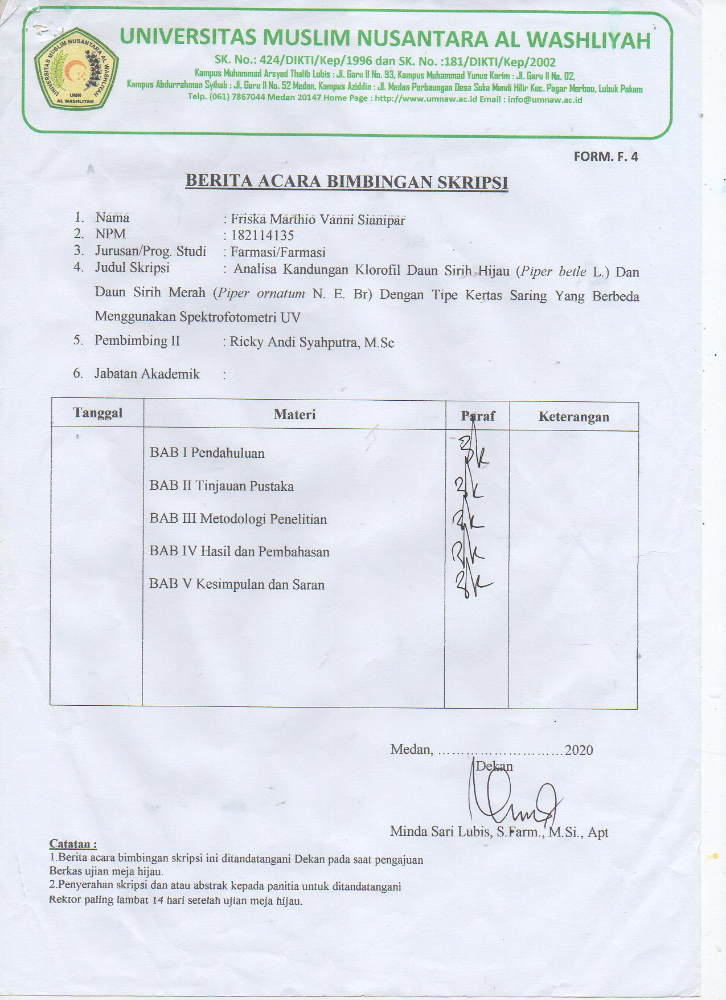 UNIVERSITAS MUSLIM NUSANTARA AL WASHLIYAH
UNIVERSITAS MUSLIM NUSANTARA AL WASHLIYAH
UMN
AL WASHLIYAH
SK. No.: 424/DIKTI/Kep/1996 dan SK. No. :181/DIKTI/Kep/2002
Kampus Muhammad Arsyad Thalib Lubis : Jl. Garu II No. 93, Kampus Muhammad Yunus Karim : Jl. Garu II No. 02,
Kampus Abdurrahman Syihab : Jl. Garu II No. 52 Medan, Kampus Aziddin : Jl. Medan Perbaungan Desa Suka Mandi Hilir Kec. Pagar Merbau, Lubuk Pakam
Telp. (061) 7867044 Medan 20147 Home Page : http://www.umnaw.ac.id Email : info@umnaw.ac.id
FORM. F. 4
BERITA ACARA BIMBINGAN SKRIPSI
1. Nama : Friska Marthio Vanni Sianipar
2. NPM : 182114135
3. Jurusan/Prog. Studi : Farmasi/Farmasi
4. Judul Skripsi : Analisa Kandungan Klorofil Daun Sirih Hijau (Piper betle L.) Dan
Daun Sirih Merah (Piper ornatum N. E. Br) Dengan Tipe Kertas Saring Yang Berbeda
Menggunakan Spektrofotometri UV
5. Pembimbing II : Ricky Andi Syahputra, M.Sc
6. Jabatan Akademik :
Tanggal Materi Paraf Keterangan
BAB I Pendahuluan
BAB II Tinjauan Pustaka
BAB III Metodologi Penelitian
BAB IV Hasil dan Pembahasan
BAB V Kesimpulan dan Saran
Medan, ………………………2020
Dekan
Minda Sari Lubis, S.Farm., M.Si., Apt
Catatan :
1.Berita acara bimbingan skripsi ini ditandatangani Dekan pada saat pengajuan
Berkas ujian meja hijau.
2.Penyerahan skripsi dan atau abstrak kepada panitia untuk ditandatangani
Rektor paling lambat 14 hari setelah ujian meja hijau.